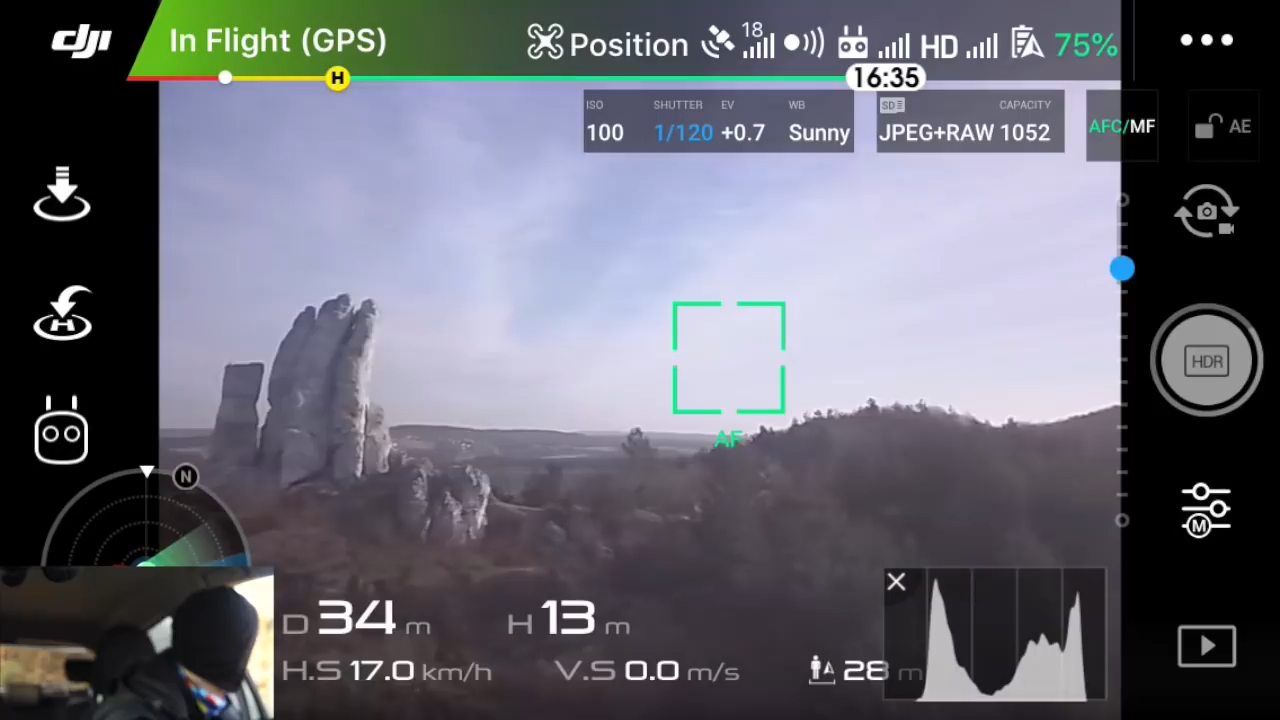 dji In Flight (GPS) Position 18 HD 75%
H 16:35
ISO SHUTTER EV WB SD CAPACITY
100 1/120 +0.7 Sunny JPEG+RAW 1052 AFC/MF AE
HDR
H
AF
N
M
D 34 m H 13 m
H.S 17.0 km/h V.S 0.0 m/s 28 m